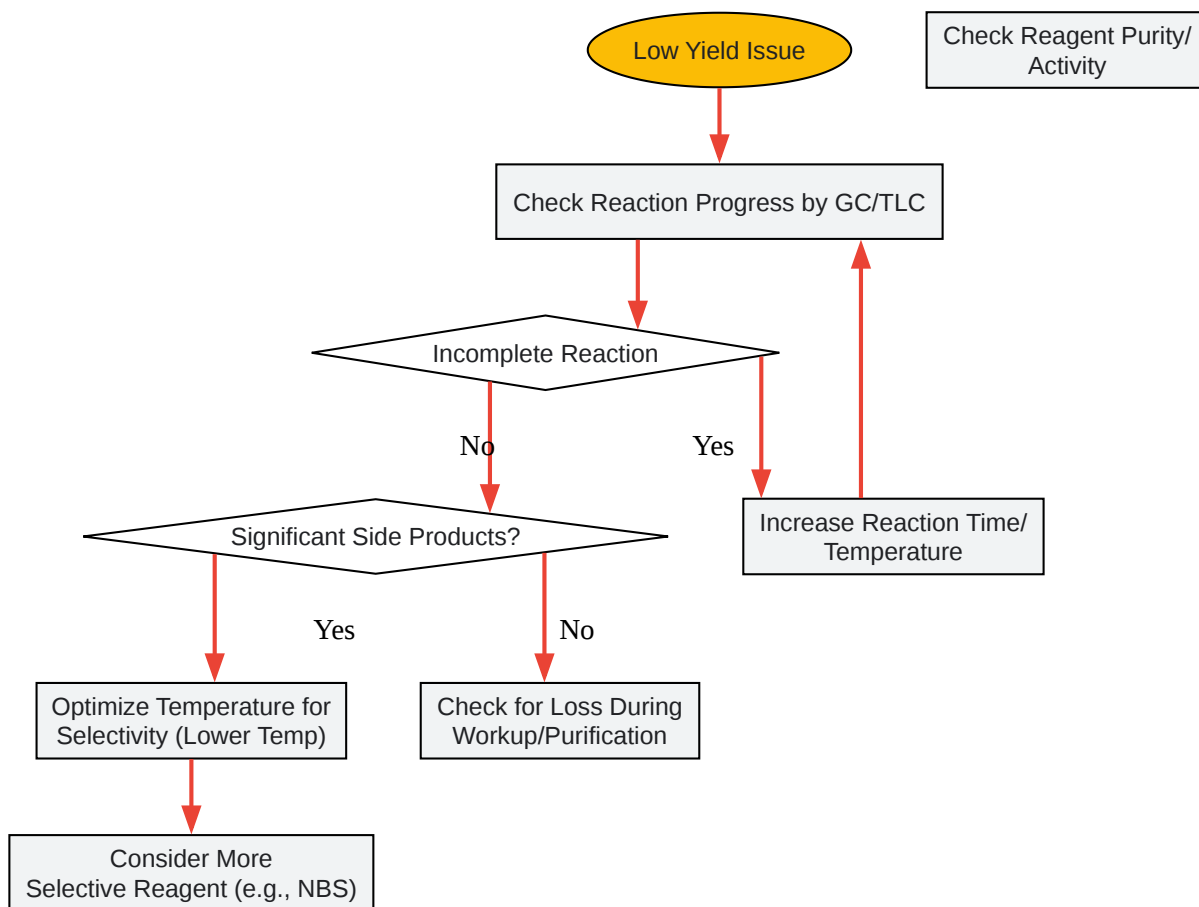 Low Yield Issue
Check Reagent Purity/
Activity
Check Reaction Progress by GC/TLC
Incomplete Reaction
No
Yes
Significant Side Products?
Increase Reaction Time/
Temperature
Yes
No
Optimize Temperature for
Selectivity (Lower Temp)
Check for Loss During
Workup/Purification
Consider More
Selective Reagent (e.g., NBS)